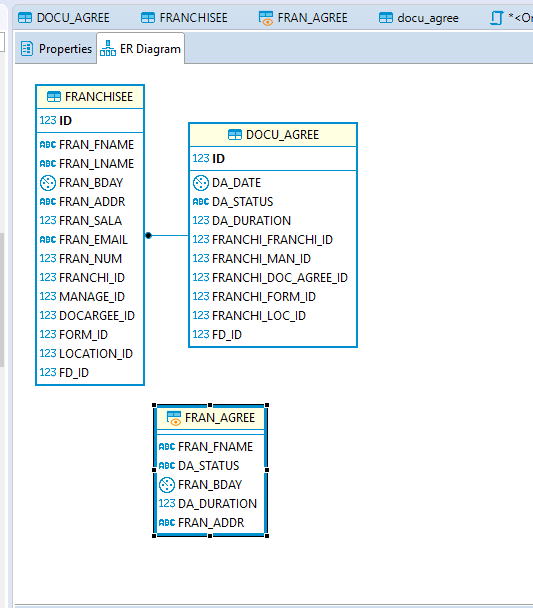 DOCU_AGREE FRANCHISEE FRAN_AGREE docu_agree *<Or
Properties ER Diagram
FRANCHISEE
123 ID
ABC FRAN_FNAME
ABC FRAN_LNAME
FRAN_BDAY
ABC FRAN_ADDR
123 FRAN_SALA
ABC FRAN_EMAIL
123 FRAN_NUM
123 FRANCHI_ID
123 MANAGE_ID
123 DOCARGEE_ID
123 FORM_ID
123 LOCATION_ID
123 FD_ID
DOCU_AGREE
123 ID
DA_DATE
ABC DA_STATUS
123 DA_DURATION
123 FRANCHI_FRANCHI_ID
123 FRANCHI_MAN_ID
123 FRANCHI_DOC_AGREE_ID
123 FRANCHI_FORM_ID
123 FRANCHI_LOC_ID
123 FD_ID
FRAN_AGREE
ABC FRAN_FNAME
ABC DA_STATUS
FRAN_BDAY
123 DA_DURATION
ABC FRAN_ADDR